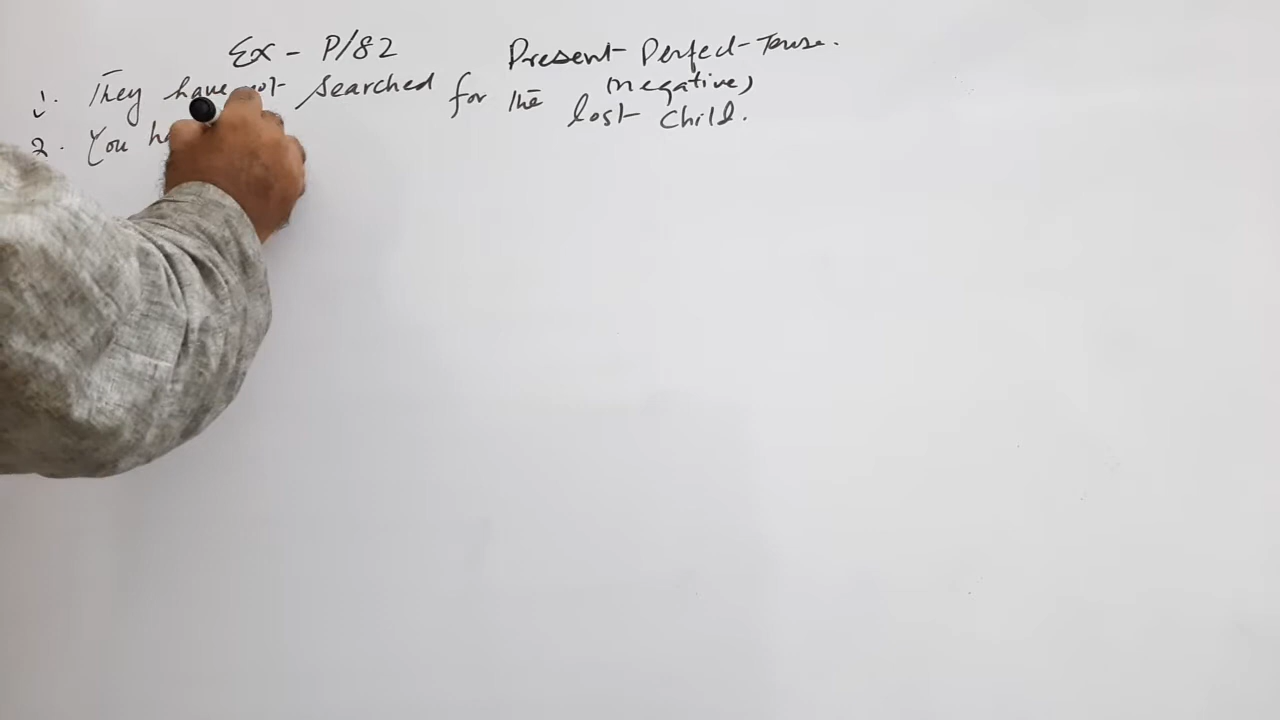 Ex - P/82 Present Perfect Tense.
(negative)
1. They have not searched for the lost child.
2. You